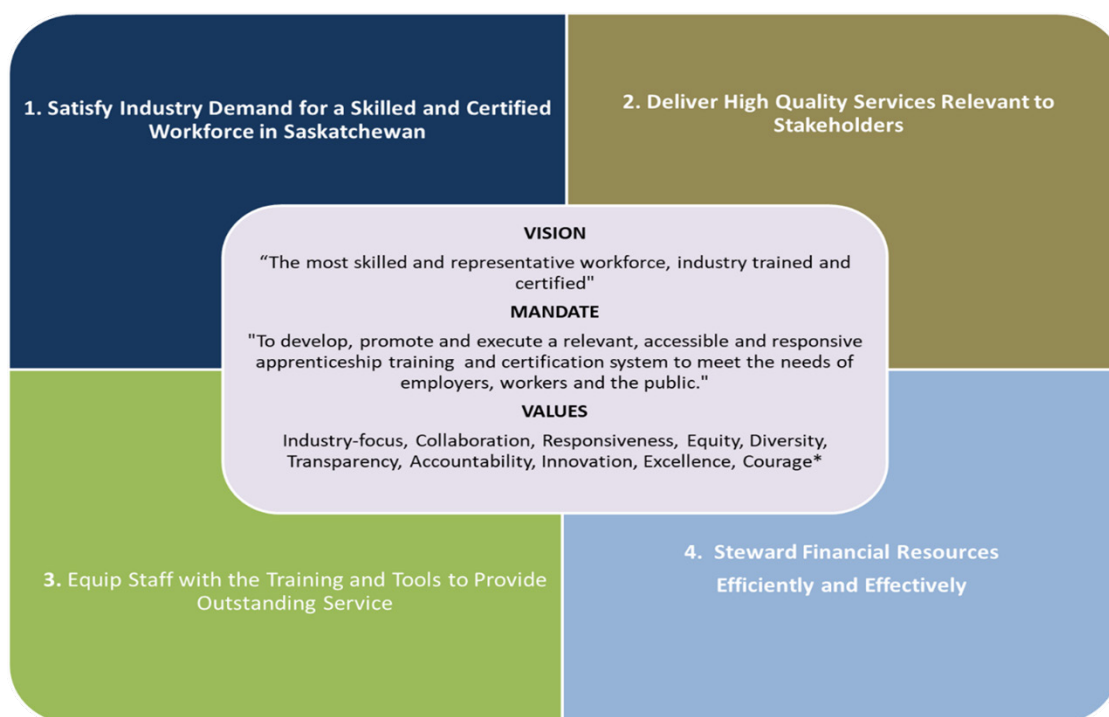 1. Satisfy Industry Demand for a Skilled and Certified
Workforce in Saskatchewan
2. Deliver High Quality Services Relevant to
Stakeholders
VISION
“The most skilled and representative workforce, industry trained and
certified"
MANDATE
"To develop, promote and execute a relevant, accessible and responsive
apprenticeship training and certification system to meet the needs of
employers, workers and the public."
VALUES
Industry-focus, Collaboration, Responsiveness, Equity, Diversity,
Transparency, Accountability, Innovation, Excellence, Courage*
3. Equip Staff with the Training and Tools to Provide
Outstanding Service
4. Steward Financial Resources
Efficiently and Effectively